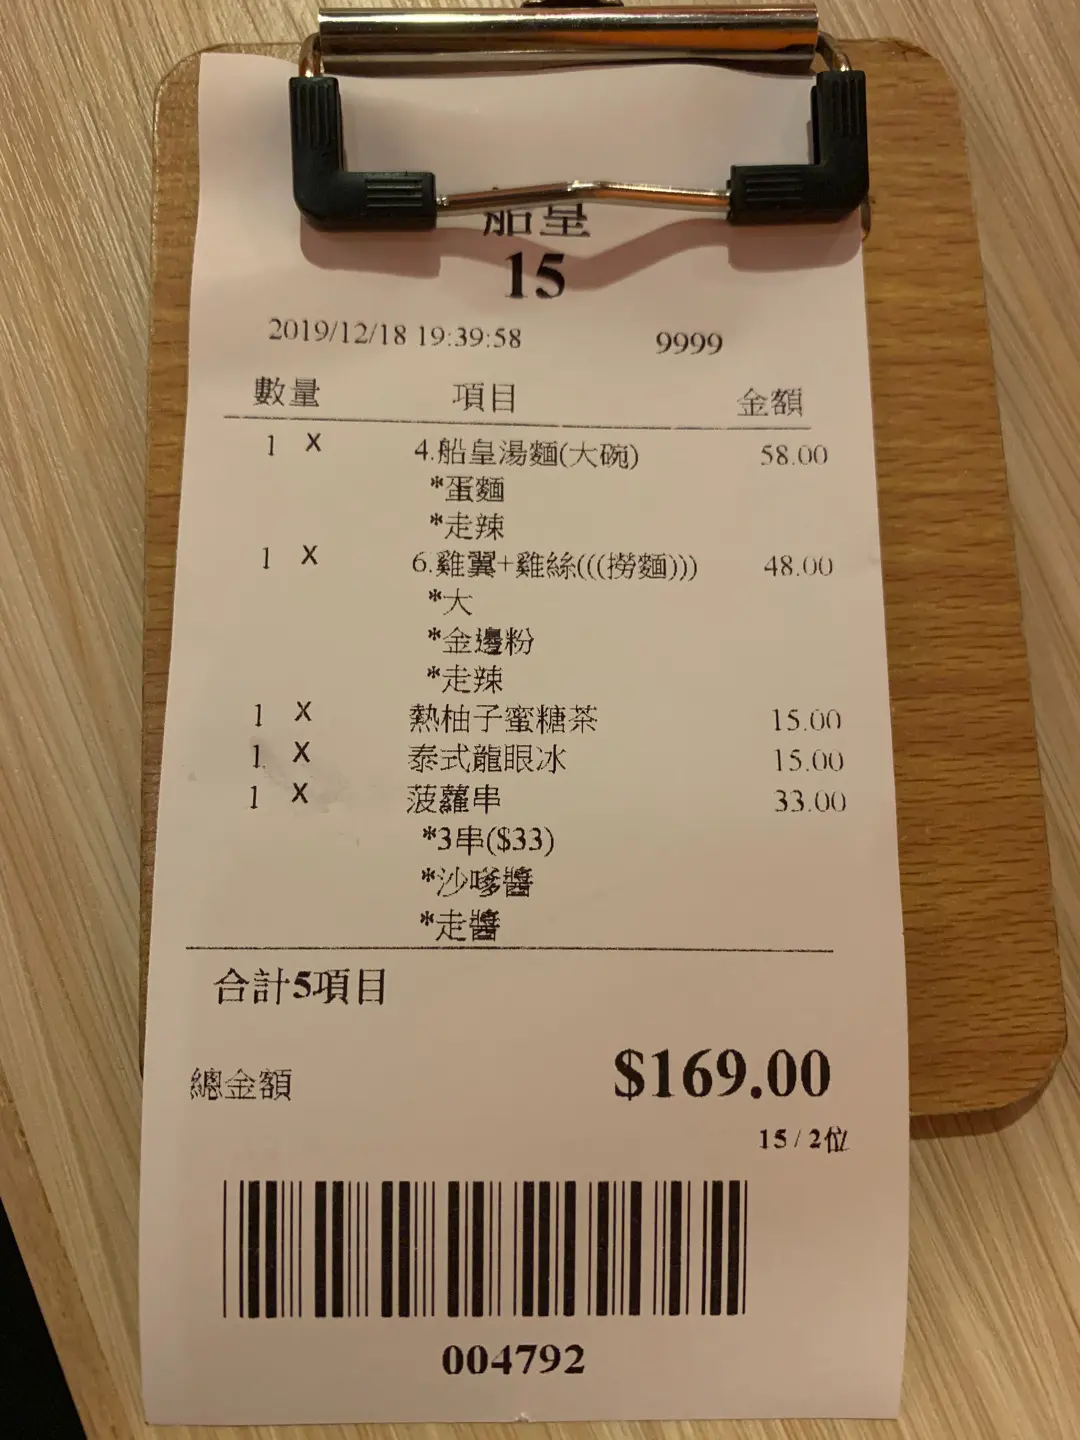 船皇
15
2019/12/18 19:39:58 9999
數量 項目 金額
1 X 4.船皇湯麵(大碗) 58.00
*蛋麵
*走辣
1 X 6.雞翼+雞絲(((撈麵))) 48.00
*大
*金邊粉
*走辣
1 X 熱柚子蜜糖茶 15.00
1 X 泰式龍眼冰 15.00
1 X 菠蘿串 33.00
*3串($33)
*沙嗲醬
*走醬
合計5項目
總金額 $169.00
15 / 2位
004792